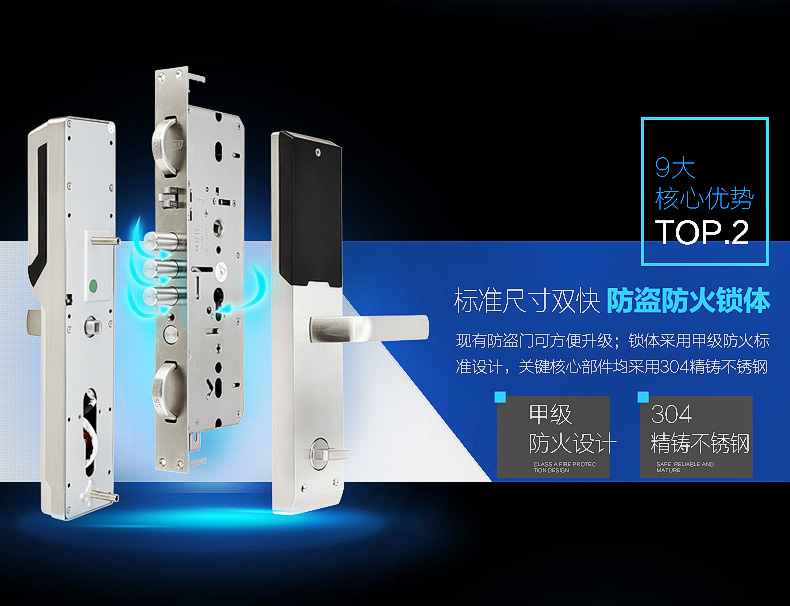 9大
核心优势
TOP.2
标准尺寸双快 防盗防火锁体
现有防盗门可方便升级；锁体采用甲级防火标
准设计，关键核心部件均采用304精铸不锈钢
甲级
防火设计
CLASS A FIRE PROTEC
TION DESIGN
304
精铸不锈钢
SAFE RELIABLE AND
MATURE